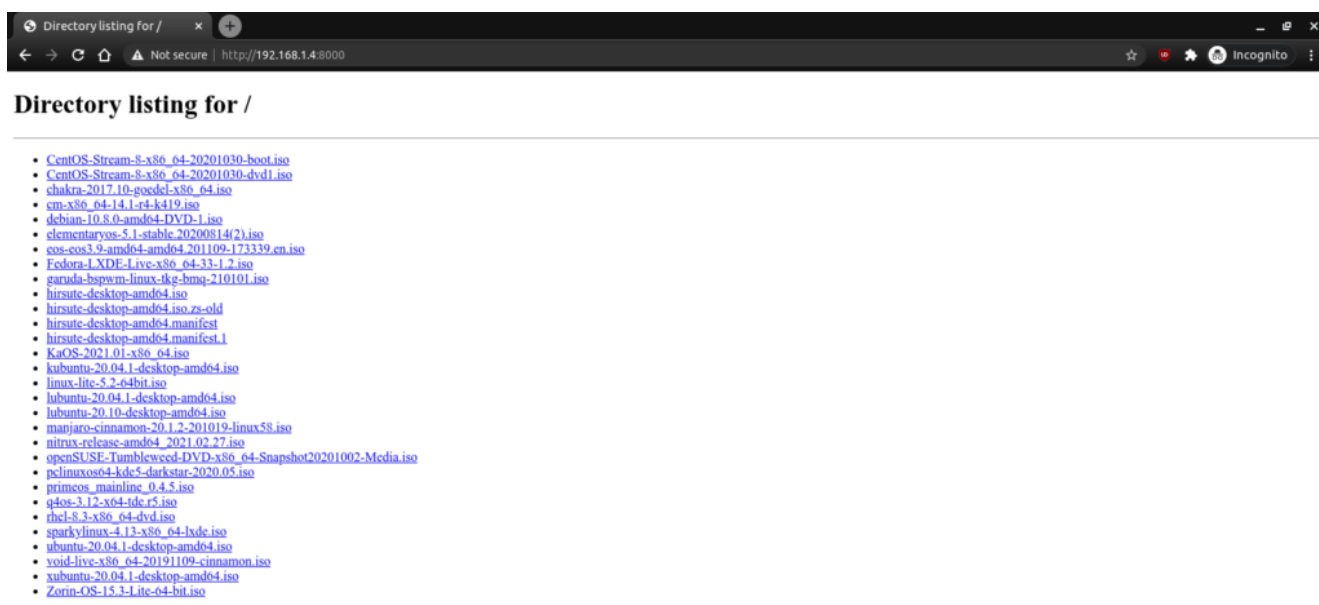 Directory listing for /
Not secure | http://192.168.1.4:8000
Incognito
Directory listing for /
CentOS-Stream-8-x86_64-20201030-boot.iso
CentOS-Stream-8-x86_64-20201030-dvd1.iso
chakra-2017.10-goedel-x86_64.iso
cm-x86_64-14.1-r4-k419.iso
debian-10.8.0-amd64-DVD-1.iso
elementaryos-5.1-stable.20200814(2).iso
eos-eos3.9-amd64-amd64.201109-173339.en.iso
Fedora-LXDE-Live-x86_64-33-1.2.iso
garuda-bspwm-linux-tkg-bmq-210101.iso
hirsute-desktop-amd64.iso
hirsute-desktop-amd64.iso.zs-old
hirsute-desktop-amd64.manifest
hirsute-desktop-amd64.manifest.1
KaOS-2021.01-x86_64.iso
kubuntu-20.04.1-desktop-amd64.iso
linux-lite-5.2-64bit.iso
lubuntu-20.04.1-desktop-amd64.iso
lubuntu-20.10-desktop-amd64.iso
manjaro-cinnamon-20.1.2-201019-linux58.iso
nitrux-release-amd64_2021.02.27.iso
openSUSE-Tumbleweed-DVD-x86_64-Snapshot20201002-Media.iso
pclinuxos64-kde5-darkstar-2020.05.iso
primeos_mainline_0.4.5.iso
q4os-3.12-x64-tde.r5.iso
rhel-8.3-x86_64-dvd.iso
sparkylinux-4.13-x86_64-lxde.iso
ubuntu-20.04.1-desktop-amd64.iso
void-live-x86_64-20191109-cinnamon.iso
xubuntu-20.04.1-desktop-amd64.iso
Zorin-OS-15.3-Lite-64-bit.iso